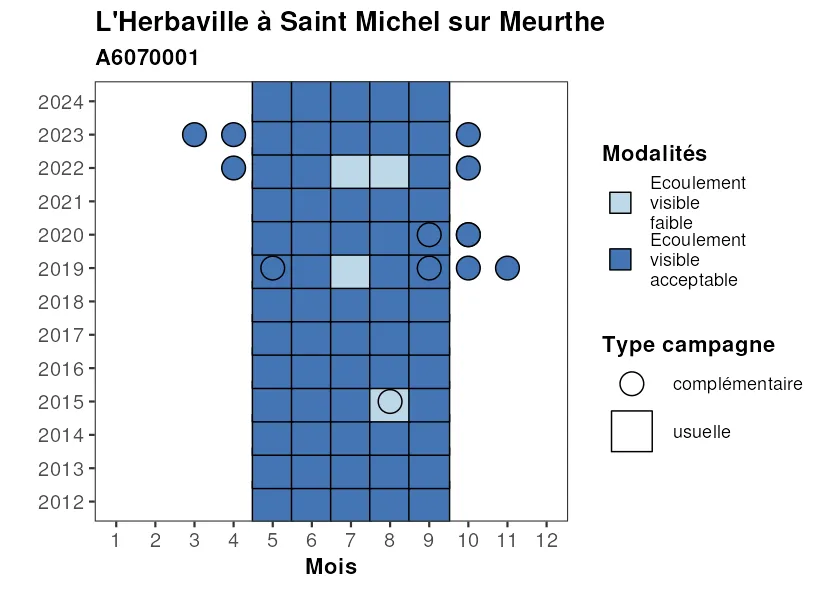 L'Herbaville à Saint Michel sur Meurthe
A6070001
2024
2023
2022
2021
2020
2019
2018
2017
2016
2015
2014
2013
2012
1 2 3 4 5 6 7 8 9 10 11 12
Mois
Modalités
Ecoulement
visible
faible
Ecoulement
visible
acceptable
Type campagne
complémentaire
usuelle